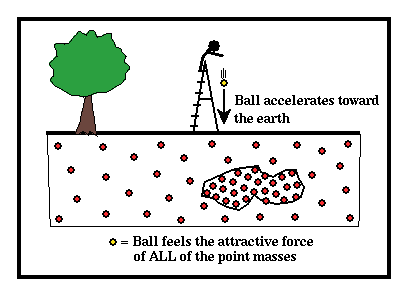 Ball accelerates toward
the earth
= Ball feels the attractive force
of ALL of the point masses